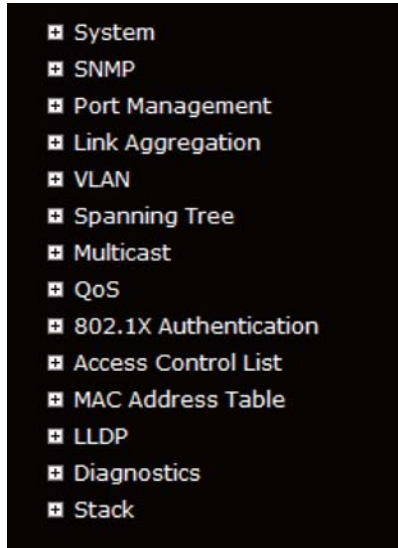 System
SNMP
Port Management
Link Aggregation
VLAN
Spanning Tree
Multicast
QoS
802.1X Authentication
Access Control List
MAC Address Table
LLDP
Diagnostics
Stack